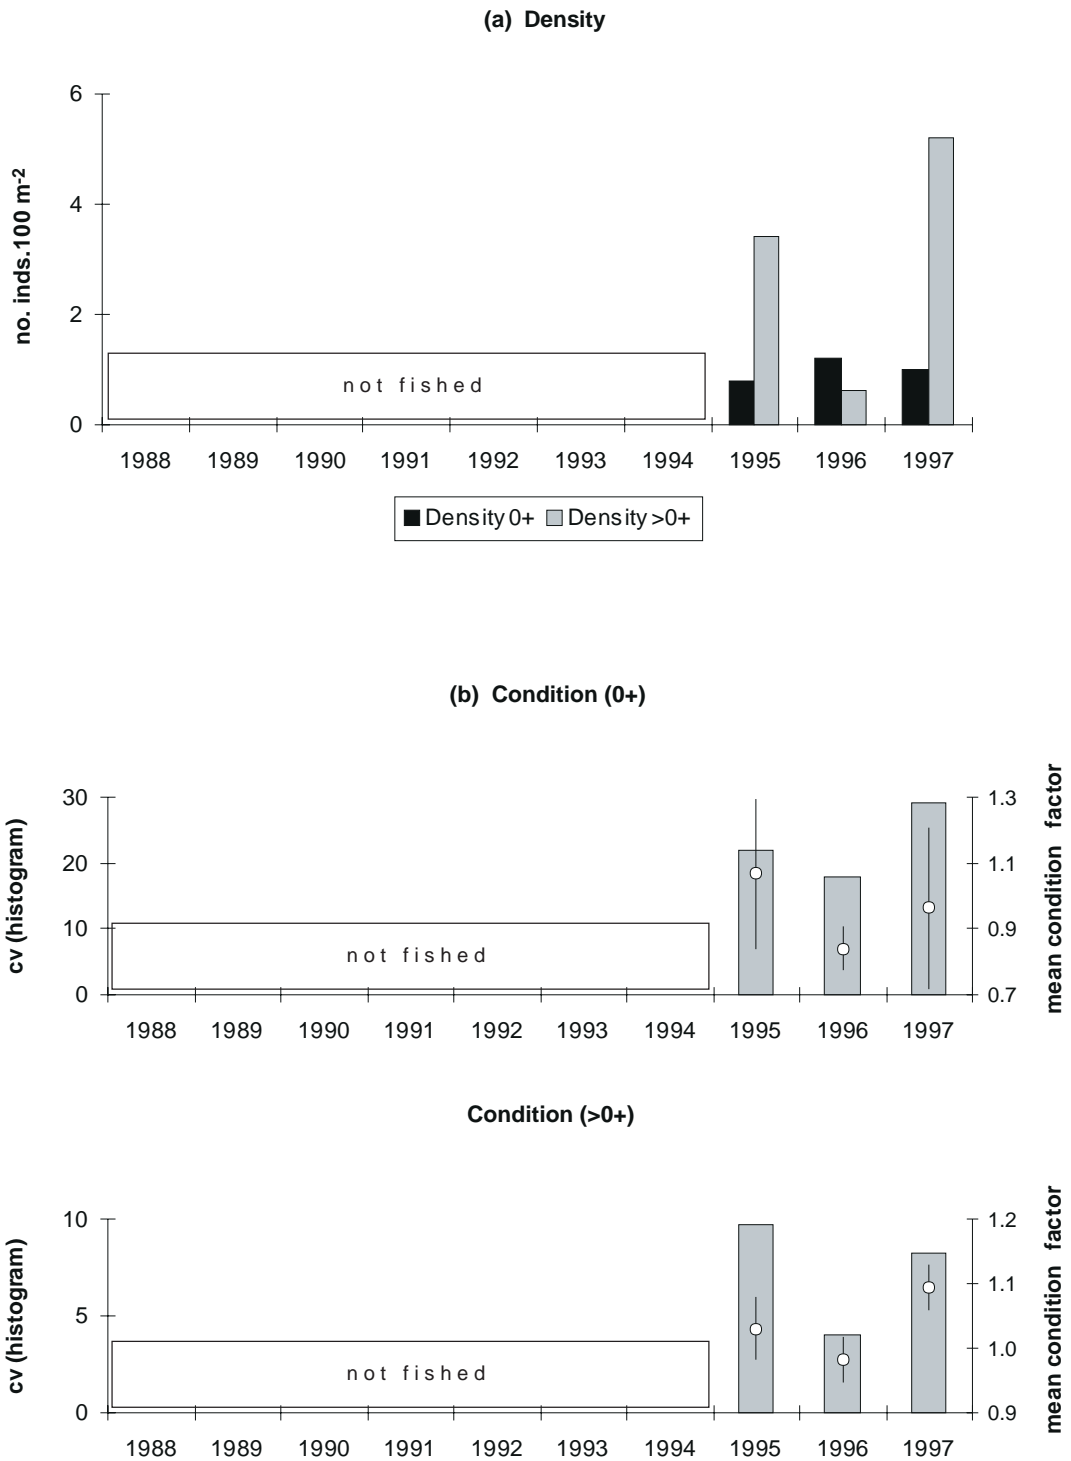 (a) Density
6
4
2
0
no. inds.100 m-2
not fished
1988 1989 1990 1991 1992 1993 1994 1995 1996 1997
Density 0+ Density >0+
(b) Condition (0+)
30
20
10
0
cv (histogram)
not fished
1.3
1.1
0.9
0.7
mean condition factor
1988 1989 1990 1991 1992 1993 1994 1995 1996 1997
Condition (>0+)
10
5
0
cv (histogram)
not fished
1.2
1.1
1.0
0.9
mean condition factor
1988 1989 1990 1991 1992 1993 1994 1995 1996 1997